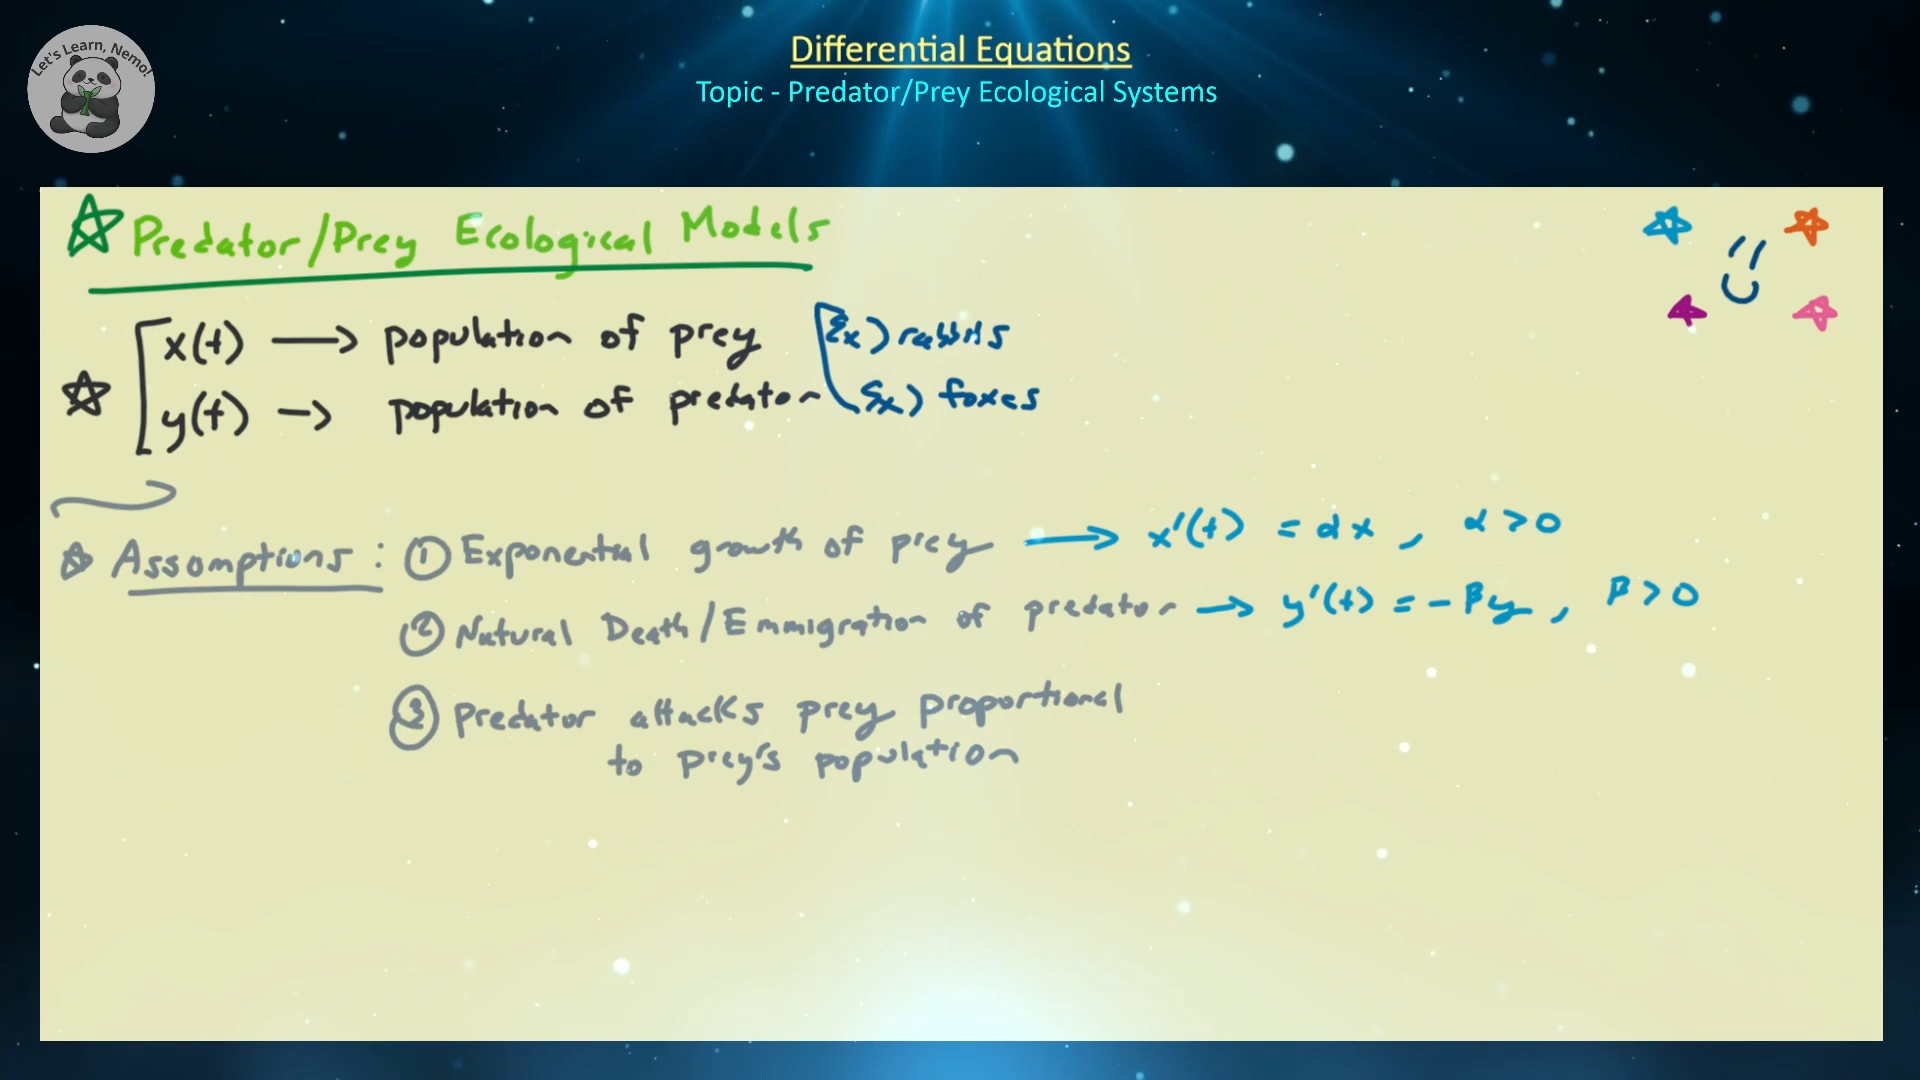 Let's Learn, Nemo!
Differential Equations
Topic - Predator/Prey Ecological Systems
Predator/Prey Ecological Models
x(t) → population of prey Ex) rabbits
y(t) → population of predator Ex) foxes
Assumptions: ① Exponential growth of prey → x'(t) = αx, α>0
② Natural Death/Emmigration of predator → y'(t) = -βy, β>0
③ Predator attacks prey proportional
to prey's population